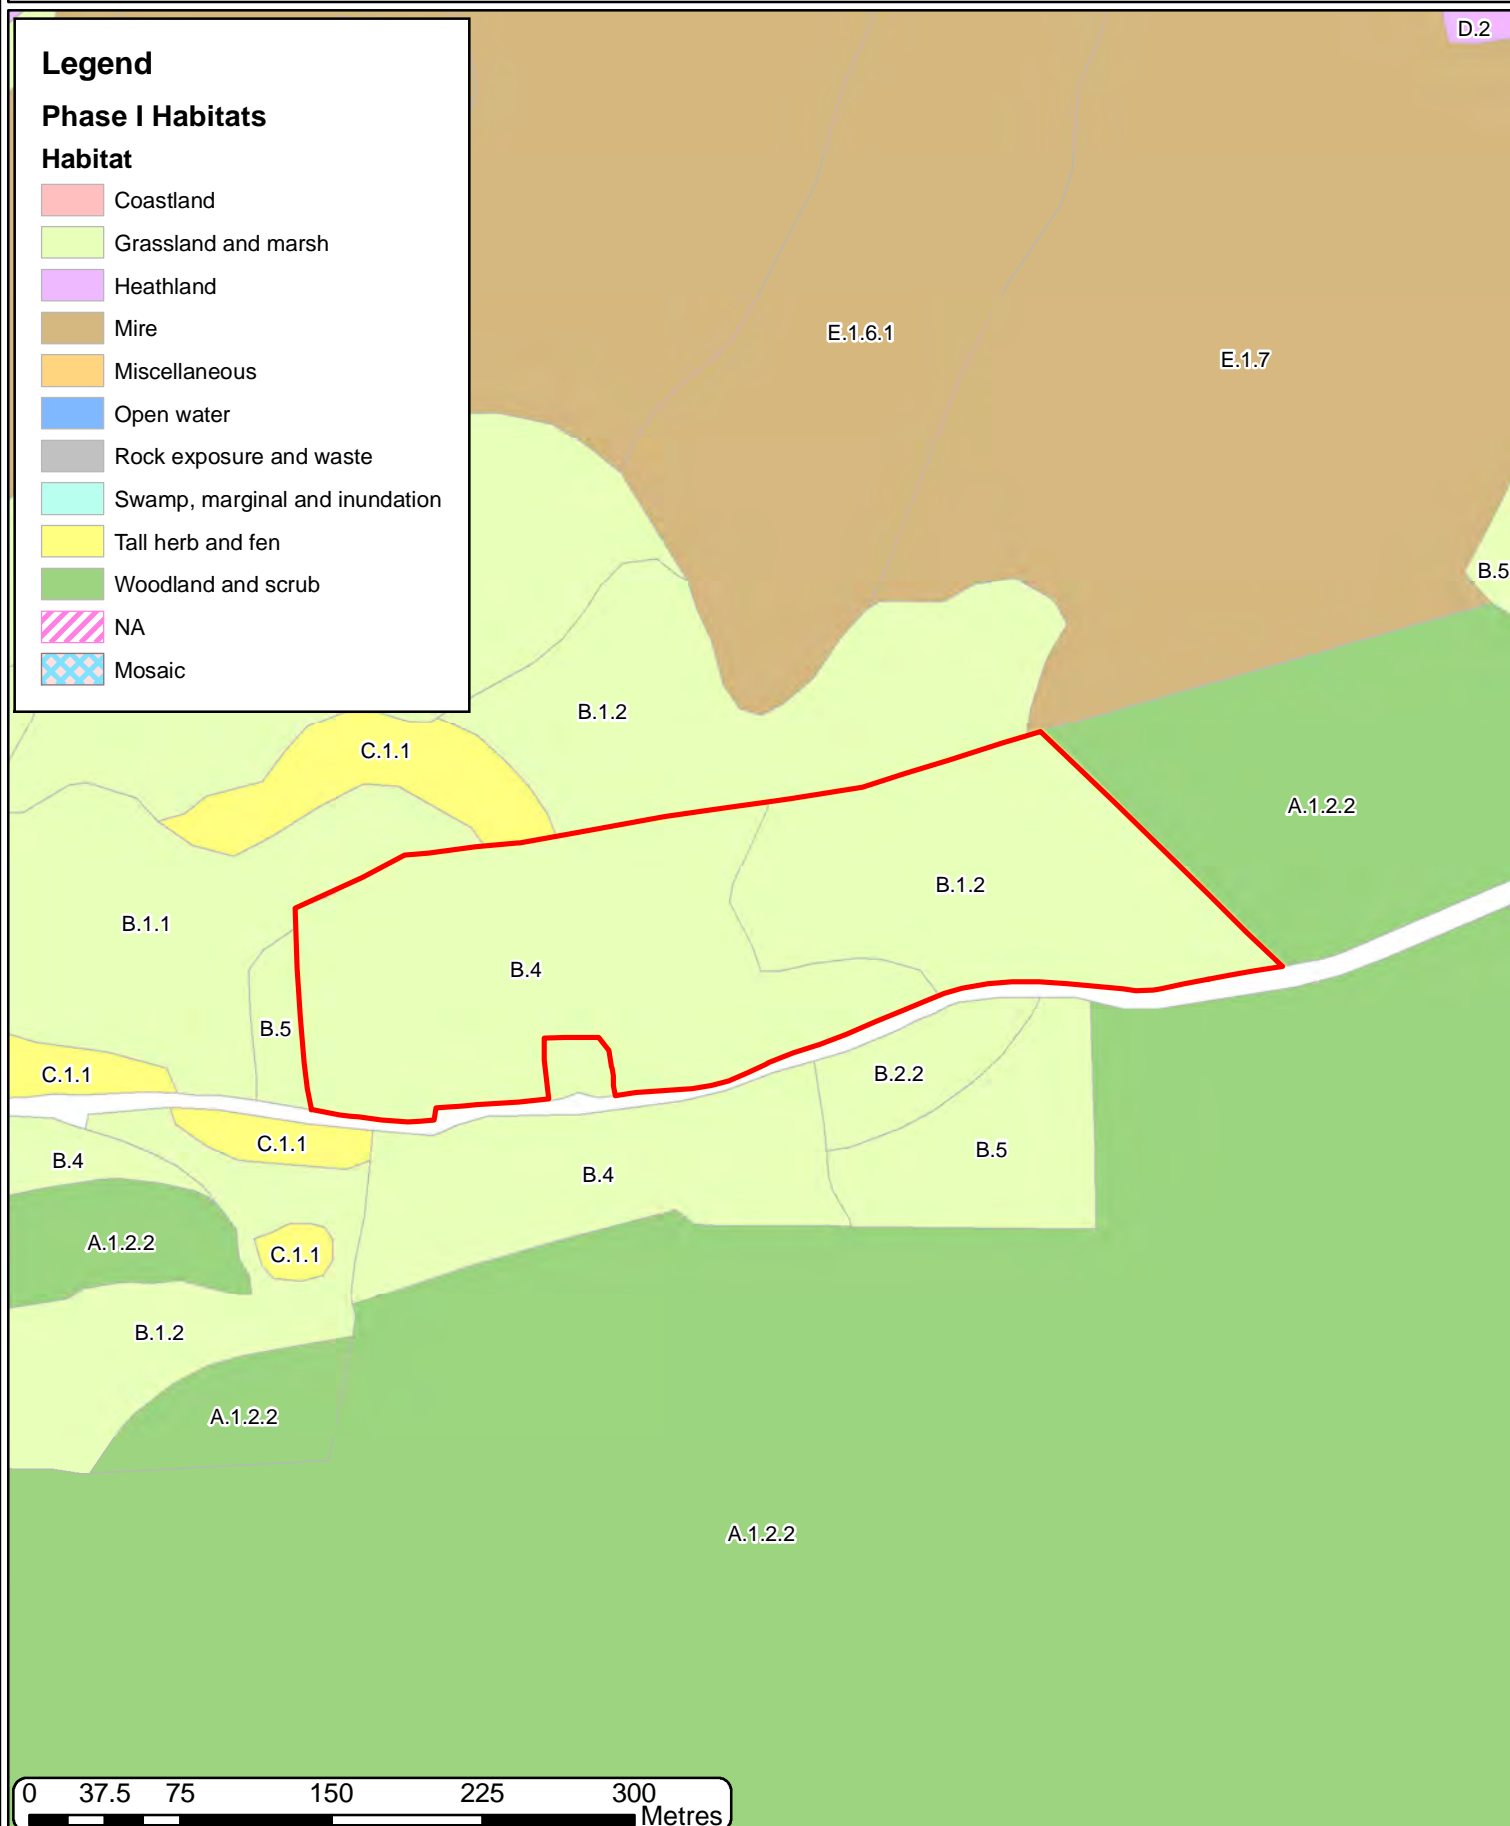 Legend
Phase I Habitats
Habitat
Coastland
Grassland and marsh
Heathland
Mire
Miscellaneous
Open water
Rock exposure and waste
Swamp, marginal and inundation
Tall herb and fen
Woodland and scrub
NA
Mosaic
D.2
E.1.6.1
E.1.7
B.5
B.1.2
C.1.1
A.1.2.2
B.1.2
B.1.1
B.4
B.5
C.1.1
B.2.2
C.1.1
B.5
B.4
B.4
A.1.2.2
C.1.1
B.1.2
A.1.2.2
A.1.2.2
0 37.5 75 150 225 300
Metres